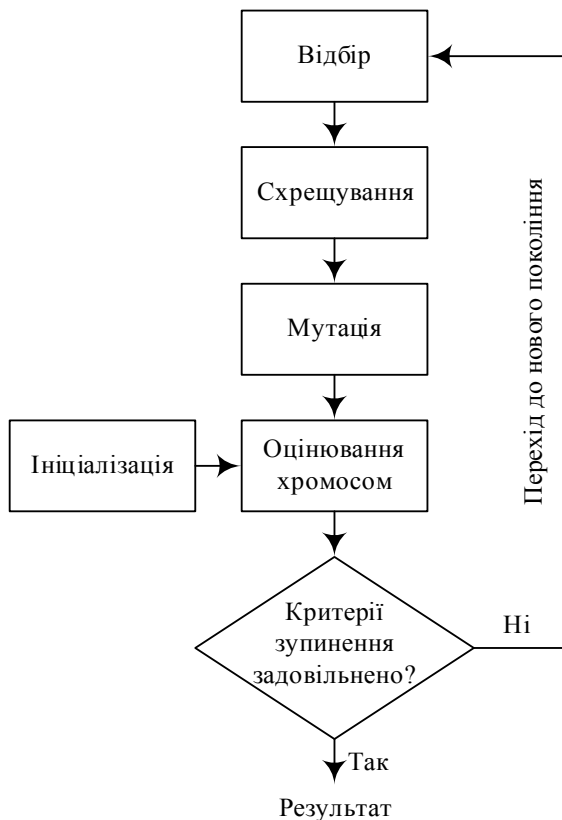 Відбір
Схрещування
Мутація
Ініціалізація
Оцінювання
хромосом
Перехід до нового покоління
Критерії
зупинення
задовільнено?
Ні
Так
Результат